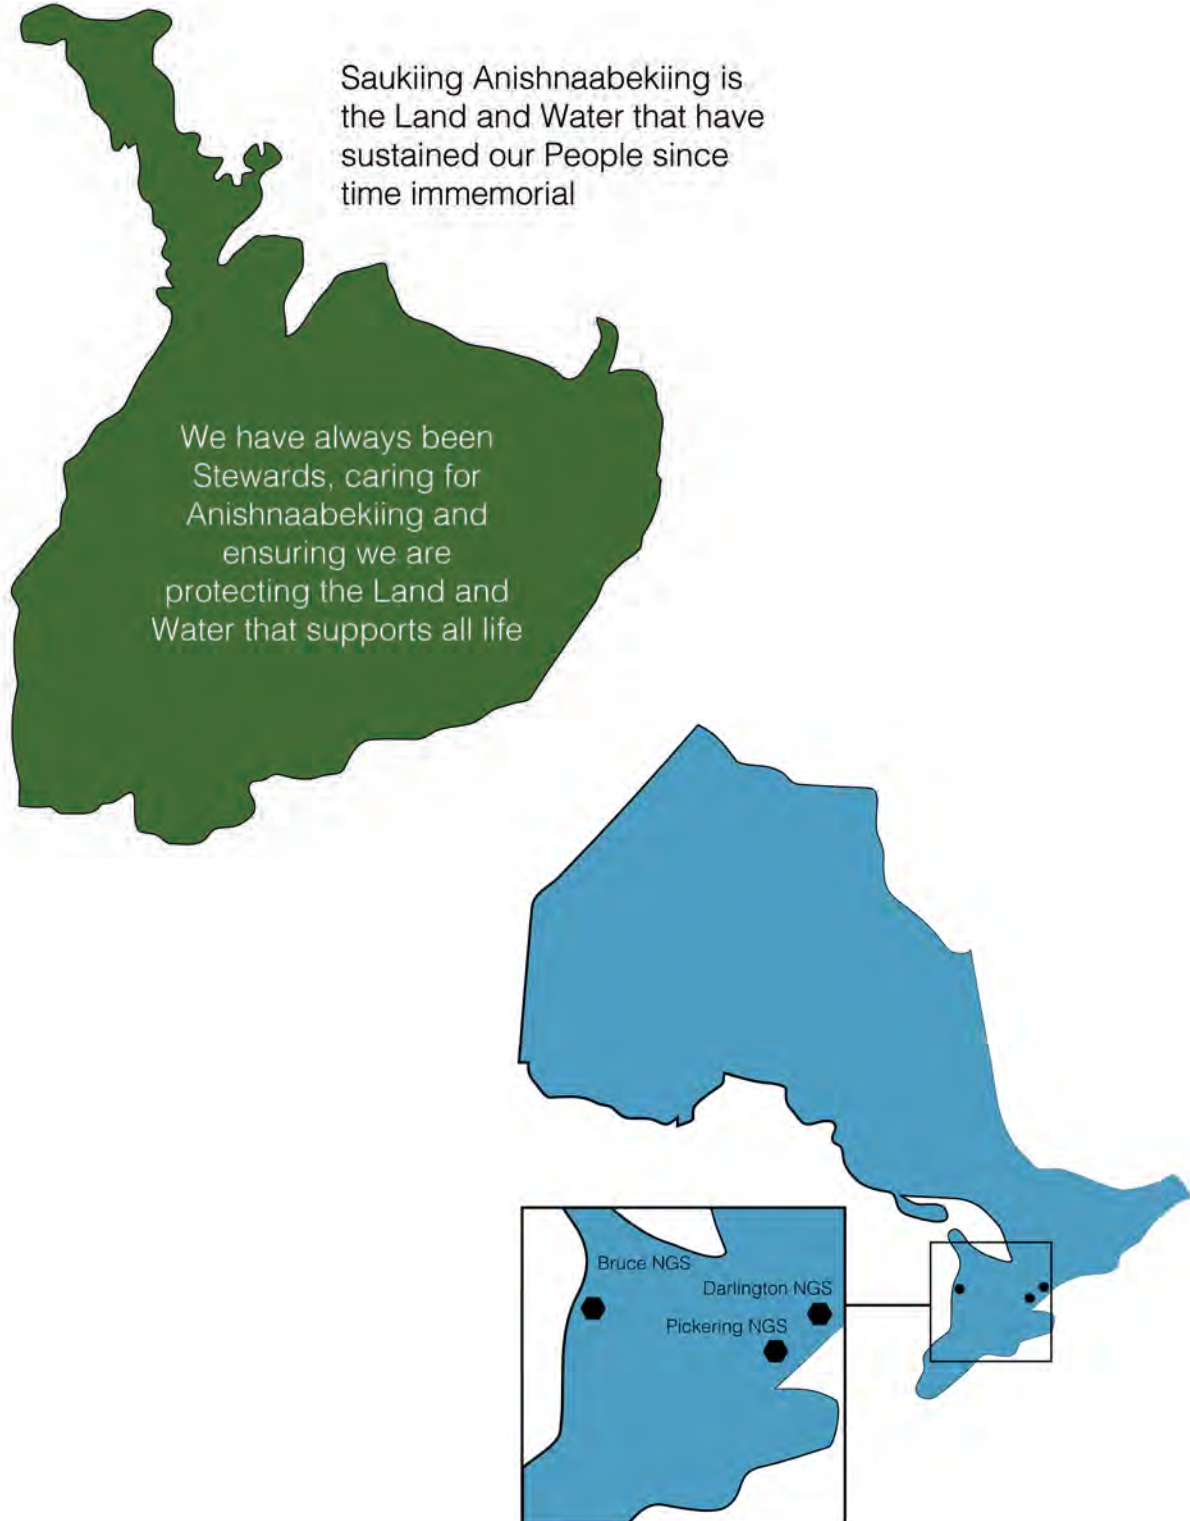 Saukiing Anishnaabekiing is
the Land and Water that have
sustained our People since
time immemorial
We have always been
Stewards, caring for
Anishnaabekiing and
ensuring we are
protecting the Land and
Water that supports all life
Bruce NGS
Darlington NGS
Pickering NGS